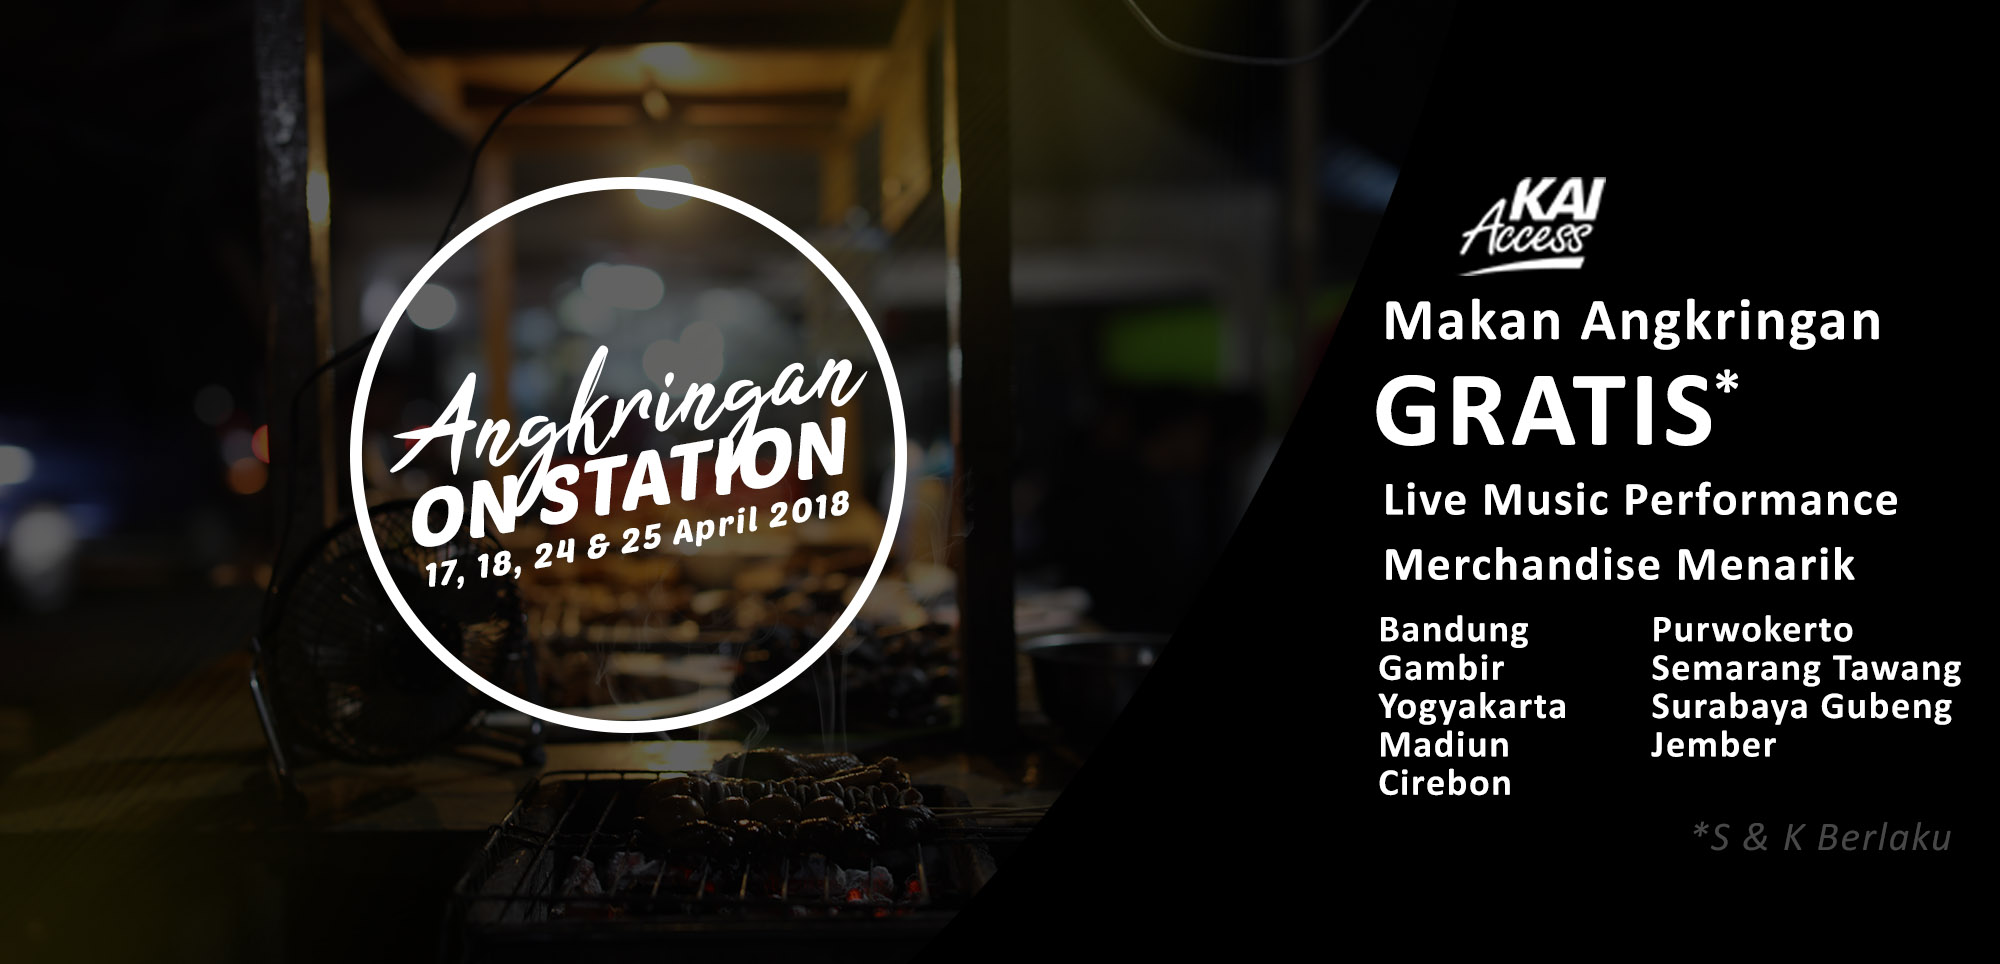 Angkringan
ON STATION
17, 18, 24 & 25 April 2018
KAI
Access
Makan Angkringan
GRATIS*
Live Music Performance
Merchandise Menarik
Bandung
Gambir
Yogyakarta
Madiun
Cirebon
Purwokerto
Semarang Tawang
Surabaya Gubeng
Jember
*S & K Berlaku